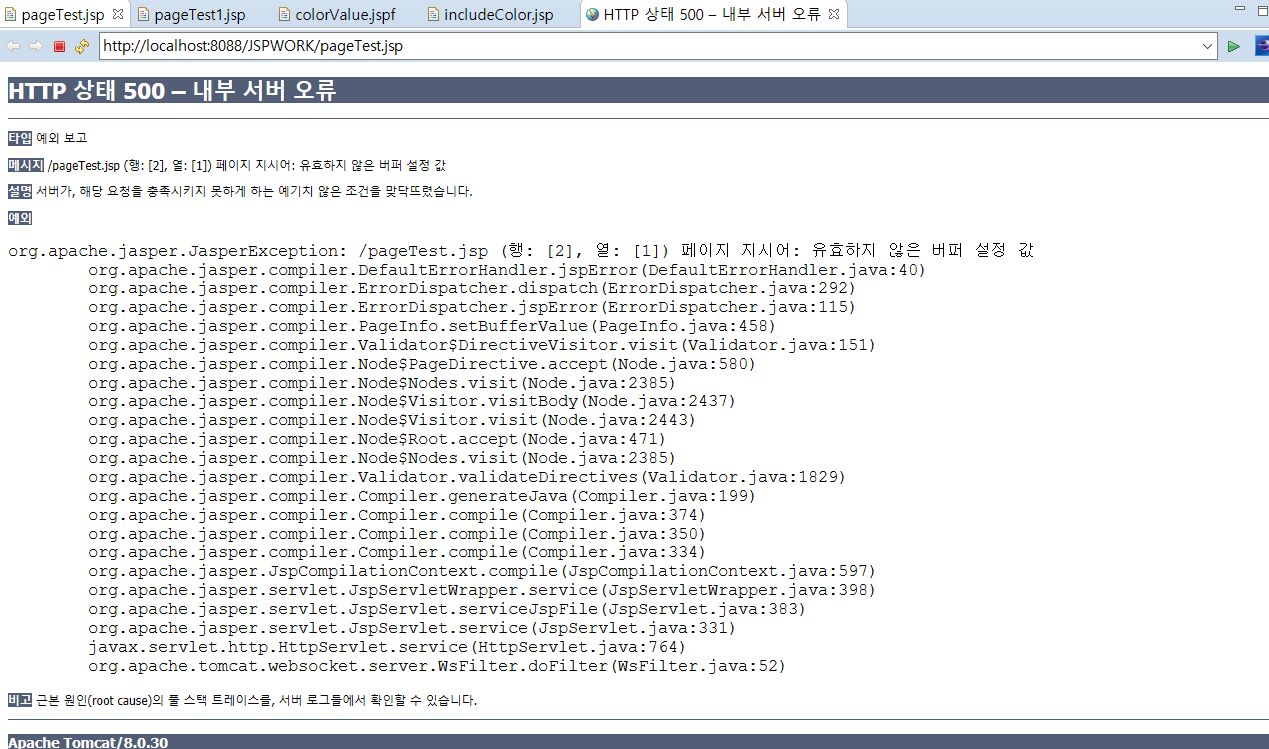 pageTest.jsp pageTest1.jsp colorValue.jspf includeColor.jsp HTTP 상태 500 – 내부 서버 오류
http://localhost:8088/JSPWORK/pageTest.jsp
HTTP 상태 500 – 내부 서버 오류
타입 예외 보고
메시지 /pageTest.jsp (행: [2], 열: [1]) 페이지 지시어: 유효하지 않은 버퍼 설정 값
설명 서버가, 해당 요청을 충족시키지 못하게 하는 예기치 않은 조건을 맞닥뜨렸습니다.
예외
org.apache.jasper.JasperException: /pageTest.jsp (행: [2], 열: [1]) 페이지 지시어: 유효하지 않은 버퍼 설정 값
org.apache.jasper.compiler.DefaultErrorHandler.jspError(DefaultErrorHandler.java:40)
org.apache.jasper.compiler.ErrorDispatcher.dispatch(ErrorDispatcher.java:292)
org.apache.jasper.compiler.ErrorDispatcher.jspError(ErrorDispatcher.java:115)
org.apache.jasper.compiler.PageInfo.setBufferValue(PageInfo.java:458)
org.apache.jasper.compiler.Validator$DirectiveVisitor.visit(Validator.java:151)
org.apache.jasper.compiler.Node$PageDirective.accept(Node.java:580)
org.apache.jasper.compiler.Node$Nodes.visit(Node.java:2385)
org.apache.jasper.compiler.Node$Visitor.visitBody(Node.java:2437)
org.apache.jasper.compiler.Node$Visitor.visit(Node.java:2443)
org.apache.jasper.compiler.Node$Root.accept(Node.java:471)
org.apache.jasper.compiler.Node$Nodes.visit(Node.java:2385)
org.apache.jasper.compiler.Validator.validateDirectives(Validator.java:1829)
org.apache.jasper.compiler.Compiler.generateJava(Compiler.java:199)
org.apache.jasper.compiler.Compiler.compile(Compiler.java:374)
org.apache.jasper.compiler.Compiler.compile(Compiler.java:350)
org.apache.jasper.compiler.Compiler.compile(Compiler.java:334)
org.apache.jasper.JspCompilationContext.compile(JspCompilationContext.java:597)
org.apache.jasper.servlet.JspServletWrapper.service(JspServletWrapper.java:398)
org.apache.jasper.servlet.JspServlet.serviceJspFile(JspServlet.java:383)
org.apache.jasper.servlet.JspServlet.service(JspServlet.java:331)
javax.servlet.http.HttpServlet.service(HttpServlet.java:764)
org.apache.tomcat.websocket.server.WsFilter.doFilter(WsFilter.java:52)
비고 근본 원인(root cause)의 풀 스택 트레이스를, 서버 로그들에서 확인할 수 있습니다.
Apache Tomcat/8.0.30